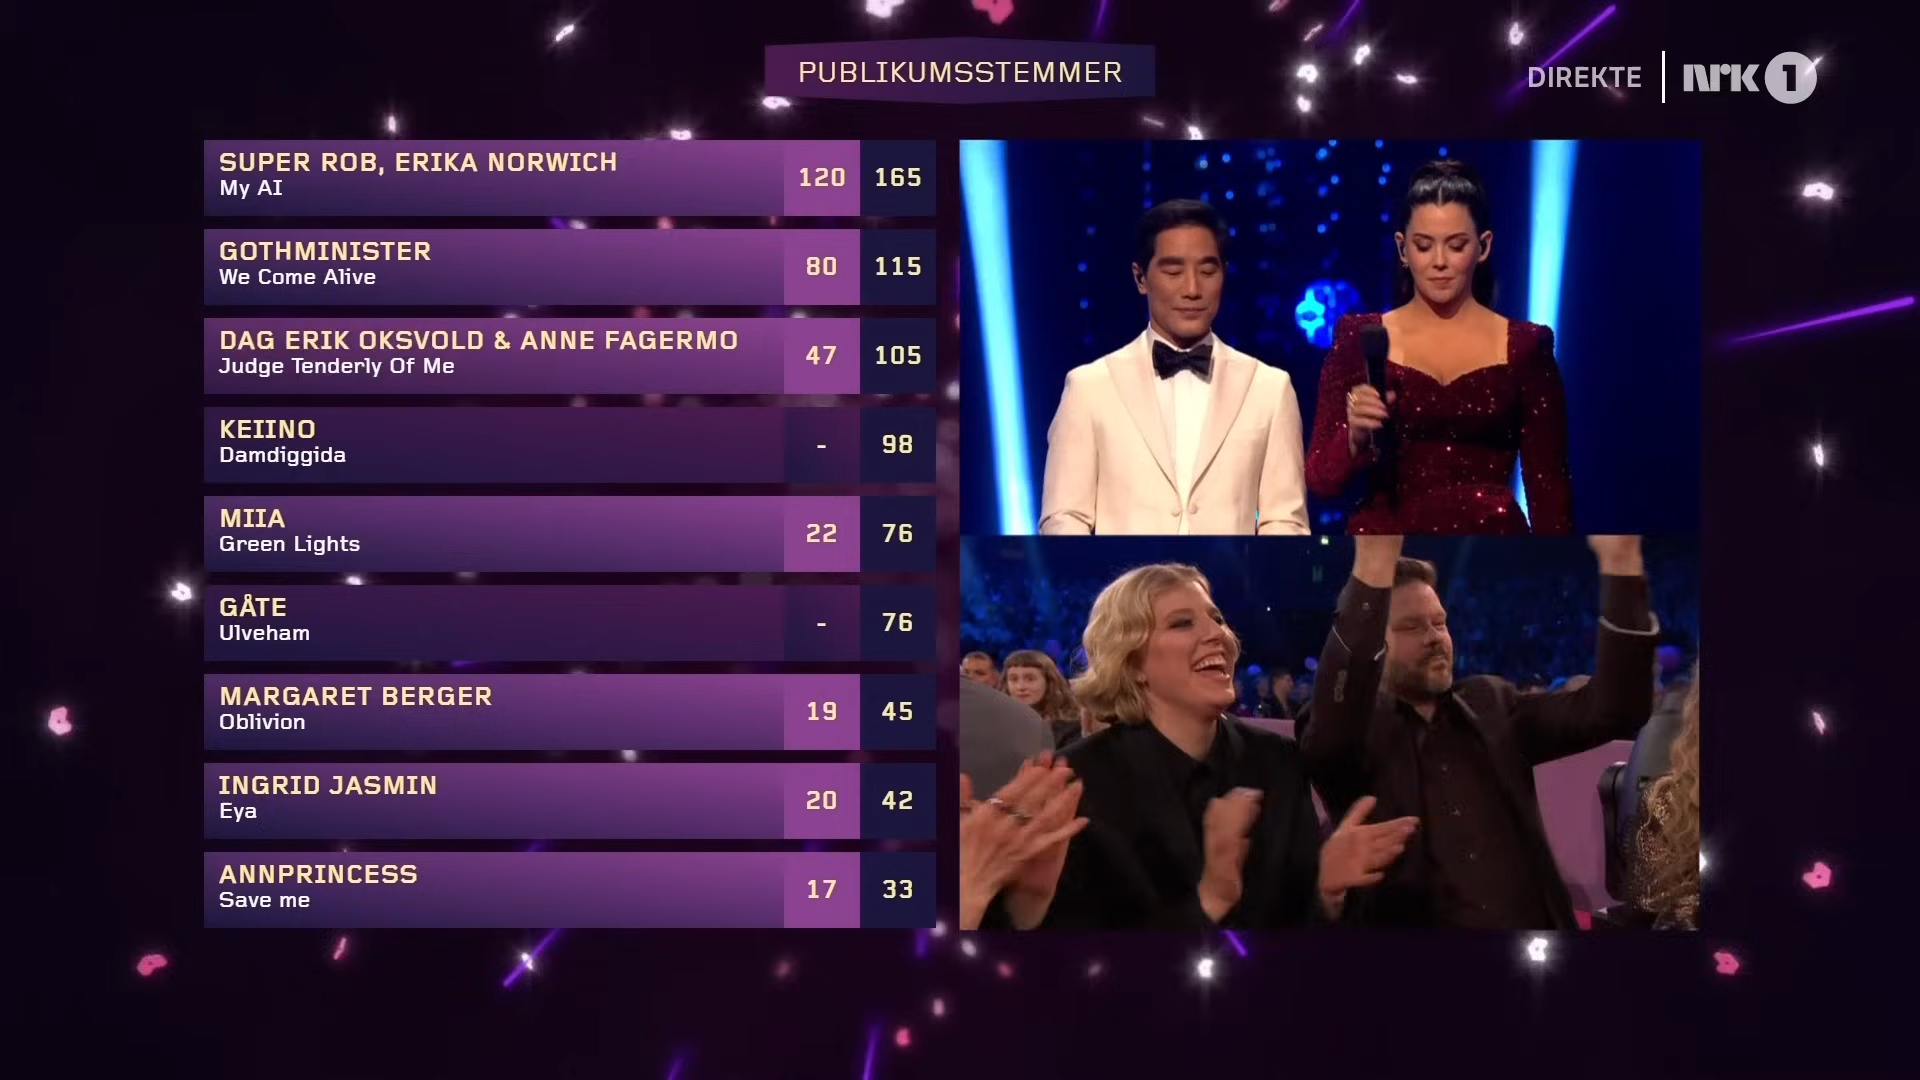 PUBLIKUMSSTEMMER
DIREKTE nrk 1
SUPER ROB, ERIKA NORWICH 120 165
My AI
GOTHMINISTER 80 115
We Come Alive
DAG ERIK OKSVOLD & ANNE FAGERMO 47 105
Judge Tenderly Of Me
KEIINO - 98
Damdiggida
MIIA 22 76
Green Lights
GÅTE - 76
Ulveham
MARGARET BERGER 19 45
Oblivion
INGRID JASMIN 20 42
Eya
ANNPRINCESS 17 33
Save me